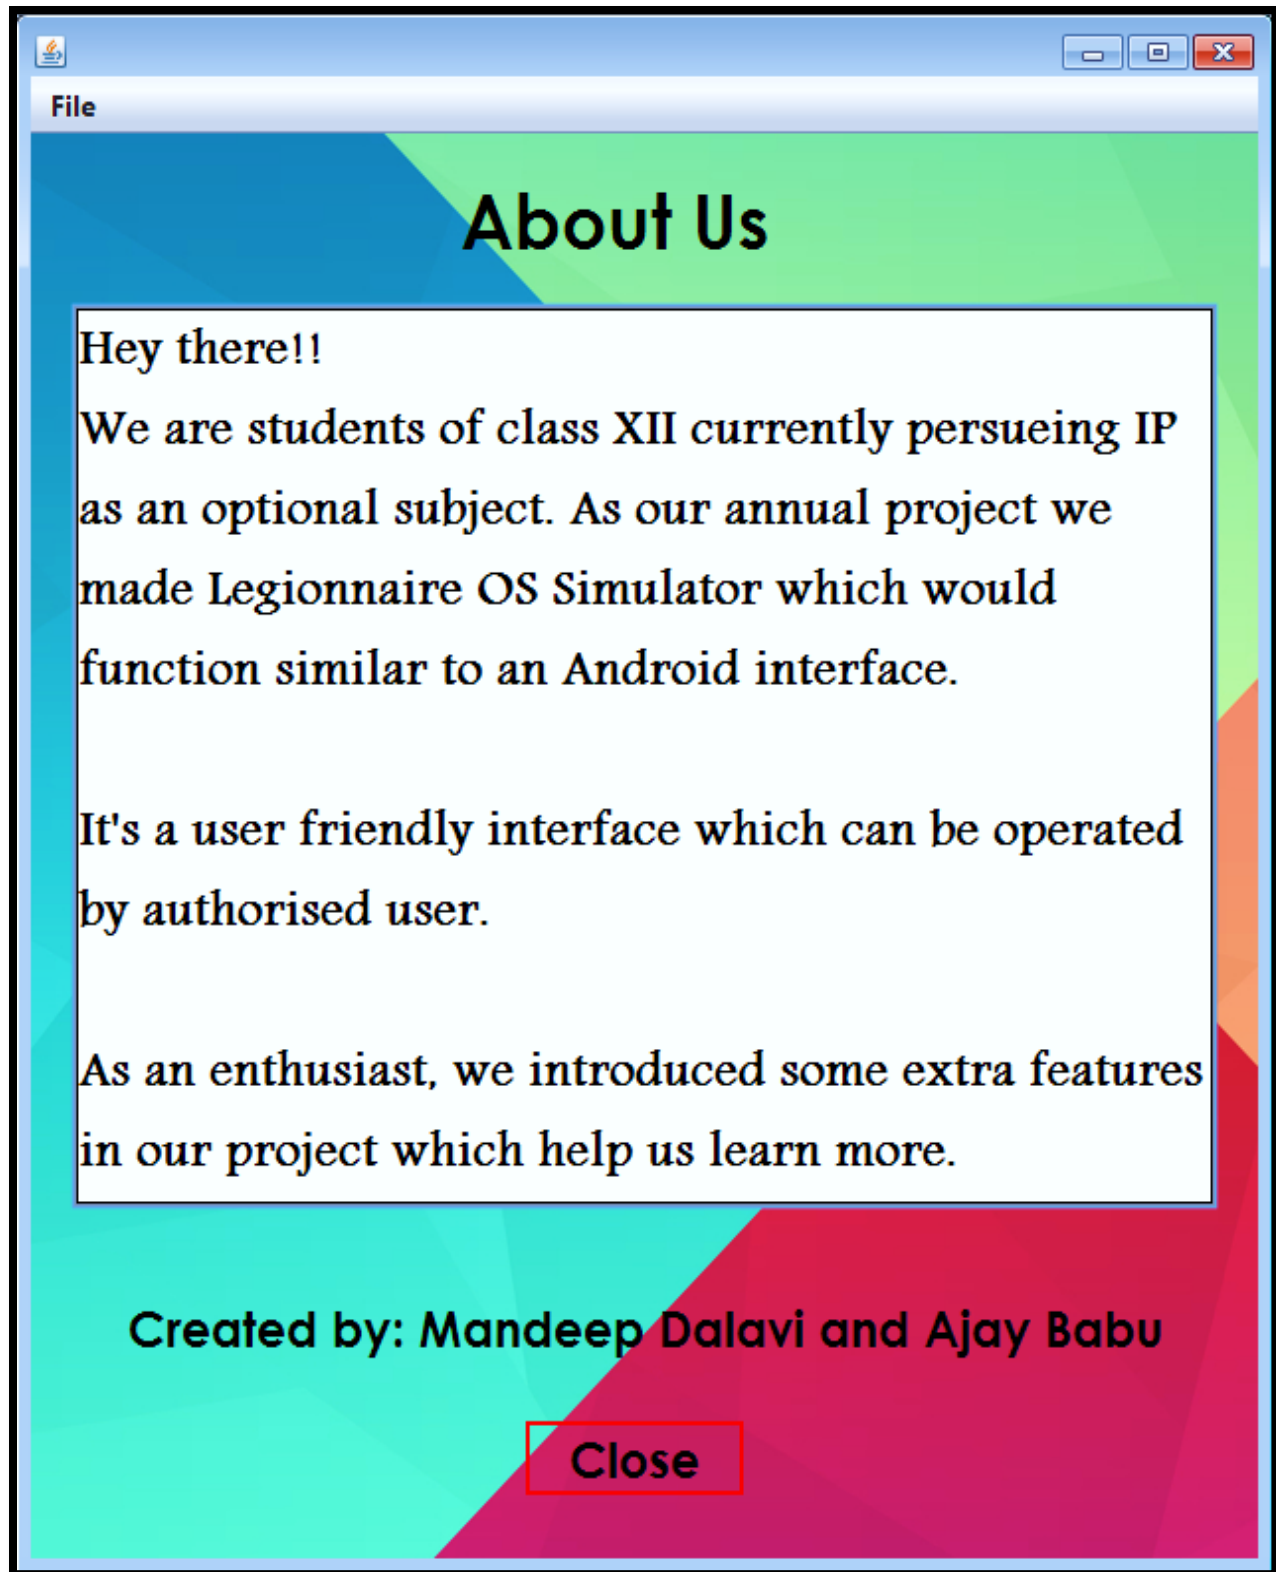 File
About Us
Hey there!!
We are students of class XII currently persueing IP
as an optional subject. As our annual project we
made Legionnaire OS Simulator which would
function similar to an Android interface.
It's a user friendly interface which can be operated
by authorised user.
As an enthusiast, we introduced some extra features
in our project which help us learn more.
Created by: Mandeep Dalavi and Ajay Babu
Close